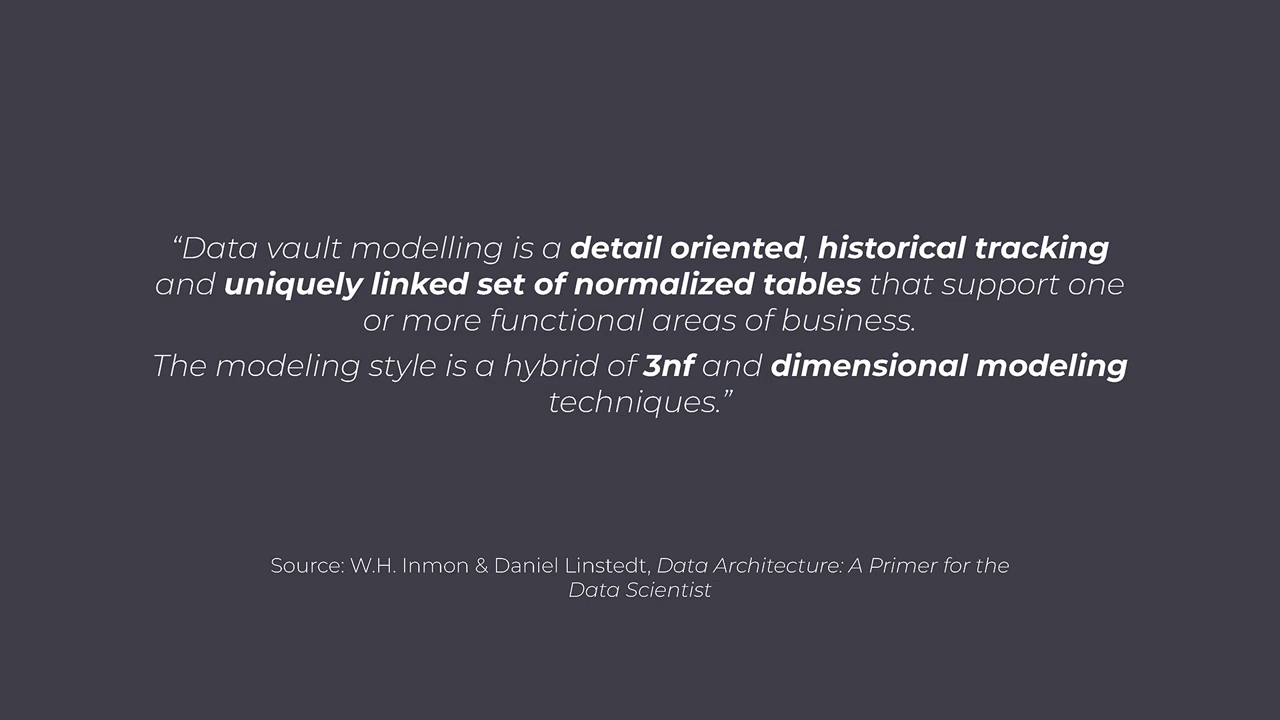 “Data vault modelling is a detail oriented, historical tracking
and uniquely linked set of normalized tables that support one
or more functional areas of business.
The modeling style is a hybrid of 3nf and dimensional modeling
techniques.”
Source: W.H. Inmon & Daniel Linstedt, Data Architecture: A Primer for the
Data Scientist